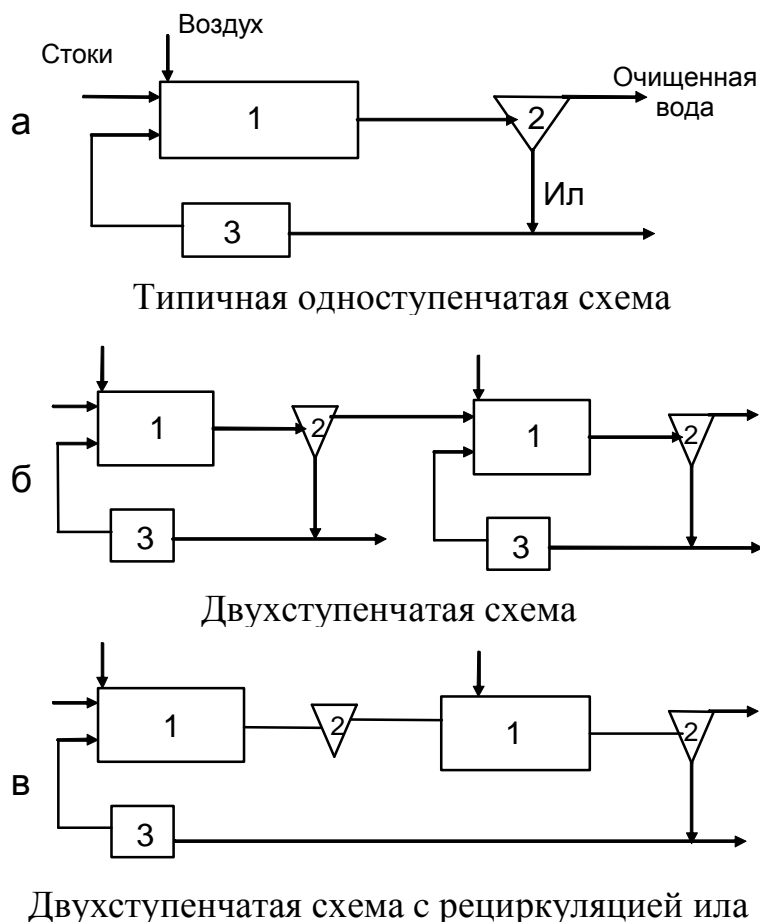 Воздух
Стоки
Очищенная
вода
а
1
2
Ил
3
Типичная одноступенчатая схема
1
2
1
2
б
3
3
Двухступенчатая схема
1
2
1
2
в
3
Двухступенчатая схема с рециркуляцией ила